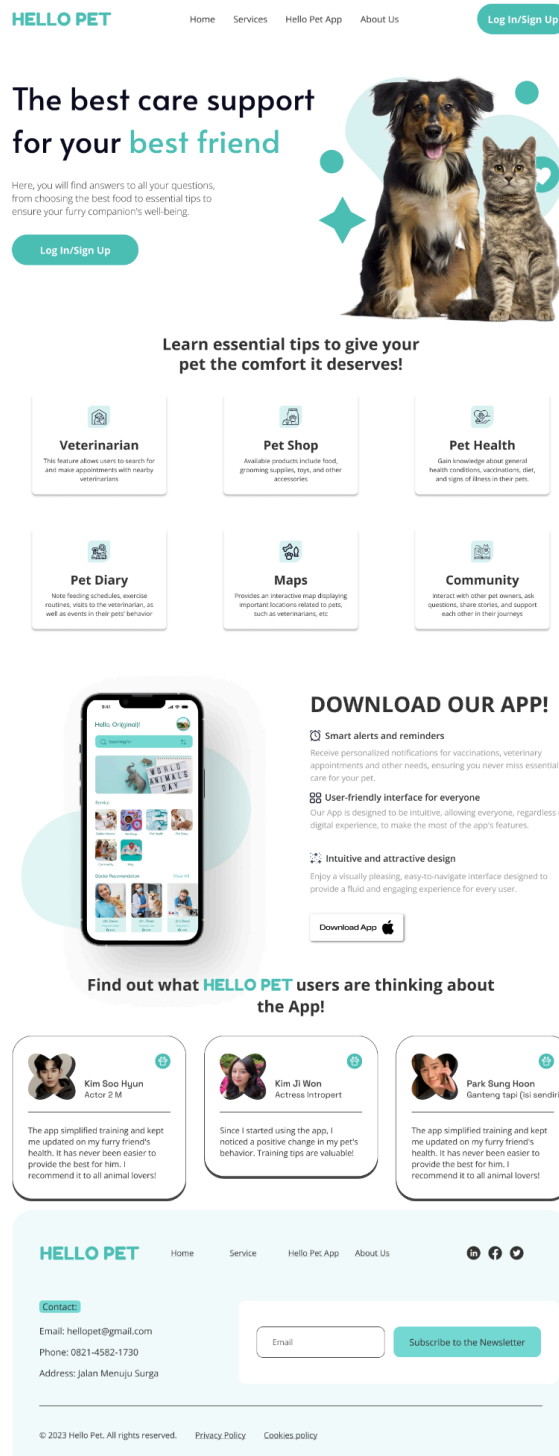 HELLO PET
Home Services Hello Pet App About Us
Log In/Sign Up
The best care support
for your best friend
Here, you will find answers to all your questions,
from choosing the best food to essential tips to
ensure your furry companion's well-being.
Log In/Sign Up
Learn essential tips to give your
pet the comfort it deserves!
Veterinarian
This feature allows users to search for
and make appointments with nearby
veterinarians
Pet Shop
Available products include food,
grooming supplies, toys, and other
accessories
Pet Health
Gain knowledge about general
health conditions, vaccinations, diet,
and signs of illness in their pets.
Pet Diary
Note feeding schedules, exercise
routines, visits to the veterinarian, as
well as events in their pets' behavior
Maps
Provides an interactive map displaying
important locations related to pets,
such as veterinarians, etc
Community
interact with other pet owners, ask
questions, share stories, and support
each other in their journeys
9:41
Hello, Ori(ginal)!
WORLD
ANIMAL'S
DAY
Service
View All
DOWNLOAD OUR APP!
Smart alerts and reminders
Receive personalized notifications for vaccinations, veterinary
appointments and other needs, ensuring you never miss essential
care for your pet.
User-friendly interface for everyone
Our App is designed to be intuitive, allowing everyone, regardless
digital experience, to make the most of the app's features.
Intuitive and attractive design
Enjoy a visually pleasing, easy-to-navigate interface designed to
provide a fluid and engaging experience for every user.
Download App
Find out what HELLO PET users are thinking about
the App!
Kim Soo Hyun
Actor 2 M
The app simplified training and kept
me updated on my furry friend's
health. It has never been easier to
provide the best for him. I
recommend it to all animal lovers!
Kim Ji Won
Actress Intropert
Since I started using the app, I
noticed a positive change in my pet's
behavior. Training tips are valuable!
Park Sung Hoon
Ganteng tapi (isi sendiri
The app simplified training and kept
me updated on my furry friend's
health. It has never been easier to
provide the best for him. I
recommend it to all animal lovers!
HELLO PET
Home Service Hello Pet App About Us
Contact:
Email: hellopet@gmail.com
Phone: 0821-4582-1730
Address: Jalan Menuju Surga
Email
Subscribe to the Newsletter
© 2023 Hello Pet. All rights reserved. Privacy Policy Cookies policy